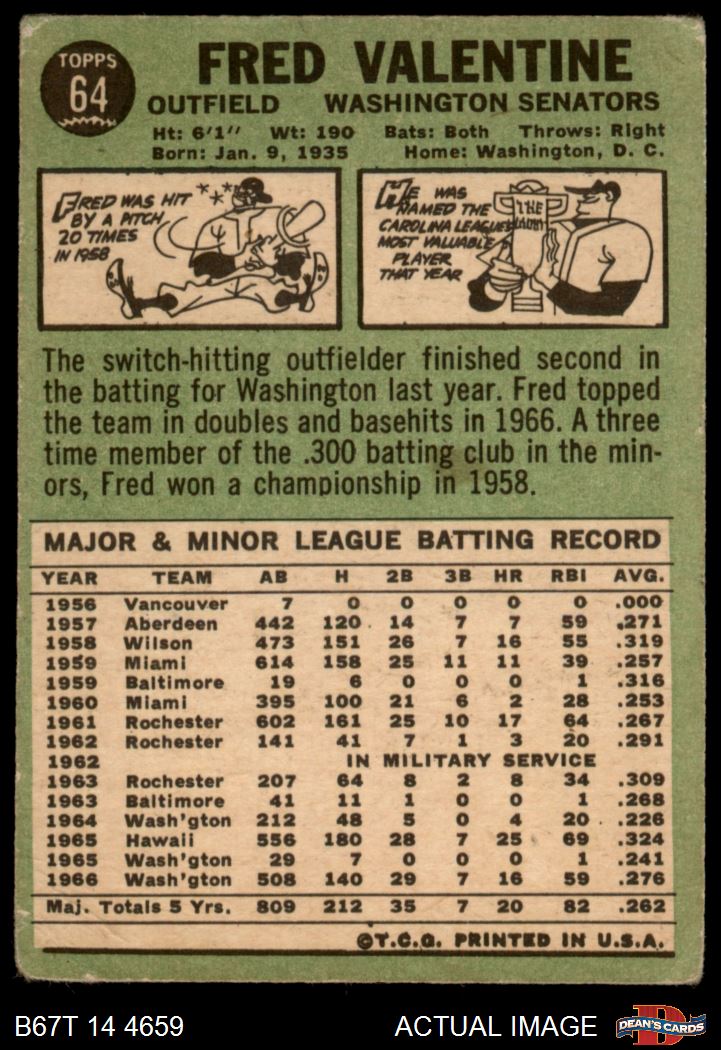 TOPPS
64
FRED VALENTINE
OUTFIELD WASHINGTON SENATORS
Ht: 6'1" Wt: 190 Bats: Both Throws: Right
Born: Jan. 9, 1935 Home: Washington, D. C.
FRED WAS HIT
BY A PITCH
20 TIMES
IN 1958
HE WAS
NAMED THE
CAROLINA LEAGUE'S
MOST VALUABLE
PLAYER
THAT YEAR
THE
The switch-hitting outfielder finished second in
the batting for Washington last year. Fred topped
the team in doubles and basehits in 1966. A three
time member of the .300 batting club in the min-
ors, Fred won a championship in 1958.
MAJOR & MINOR LEAGUE BATTING RECORD
YEAR TEAM AB H 2B 3B HR RBI AVG.
1956 Vancouver 7 0 0 0 0 0 .000
1957 Aberdeen 442 120 14 7 7 59 .271
1958 Wilson 473 151 26 7 16 55 .319
1959 Miami 614 158 25 11 11 39 .257
1959 Baltimore 19 6 0 0 0 1 .316
1960 Miami 395 100 21 6 2 28 .253
1961 Rochester 602 161 25 10 17 64 .267
1962 Rochester 141 41 7 1 3 20 .291
1962 IN MILITARY SERVICE
1963 Rochester 207 64 8 2 8 34 .309
1963 Baltimore 41 11 1 0 0 1 .268
1964 Wash'gton 212 48 5 0 4 20 .226
1965 Hawaii 556 180 28 7 25 69 .324
1965 Wash'gton 29 7 0 0 0 1 .241
1966 Wash'gton 508 140 29 7 16 59 .276
Maj. Totals 5 Yrs. 809 212 35 7 20 82 .262
©T.C.G. PRINTED IN U.S.A.
B67T 14 4659 ACTUAL IMAGE
DEAN'S CARDS